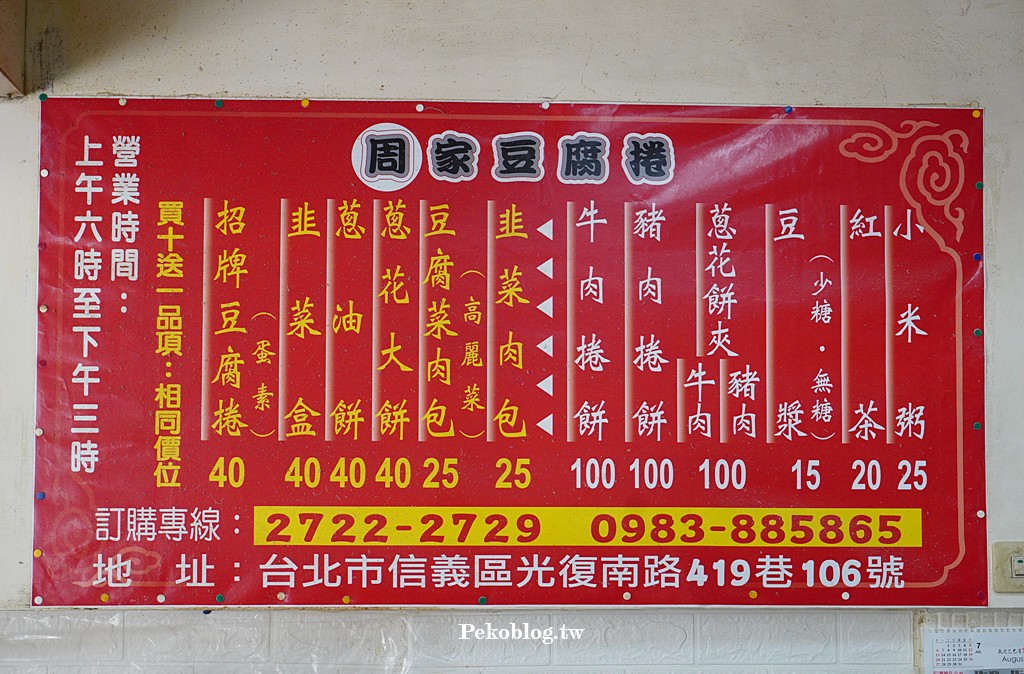 周家豆腐捲
營業時間：
上午六時至下午三時
買十送一品項：相同價位
招牌豆腐捲（蛋素） 40
韭菜盒 40
蔥油餅 40
蔥花大餅 40
豆腐菜肉包（高麗菜） 25
韭菜肉包 25
牛肉捲餅 100
豬肉捲餅 100
蔥花餅夾 牛肉 豬肉 100
豆漿（少糖・無糖） 15
紅茶 20
小米粥 25
訂購專線：2722-2729 0983-885865
地址：台北市信義區光復南路419巷106號
Pekoblog.tw
7
Augus